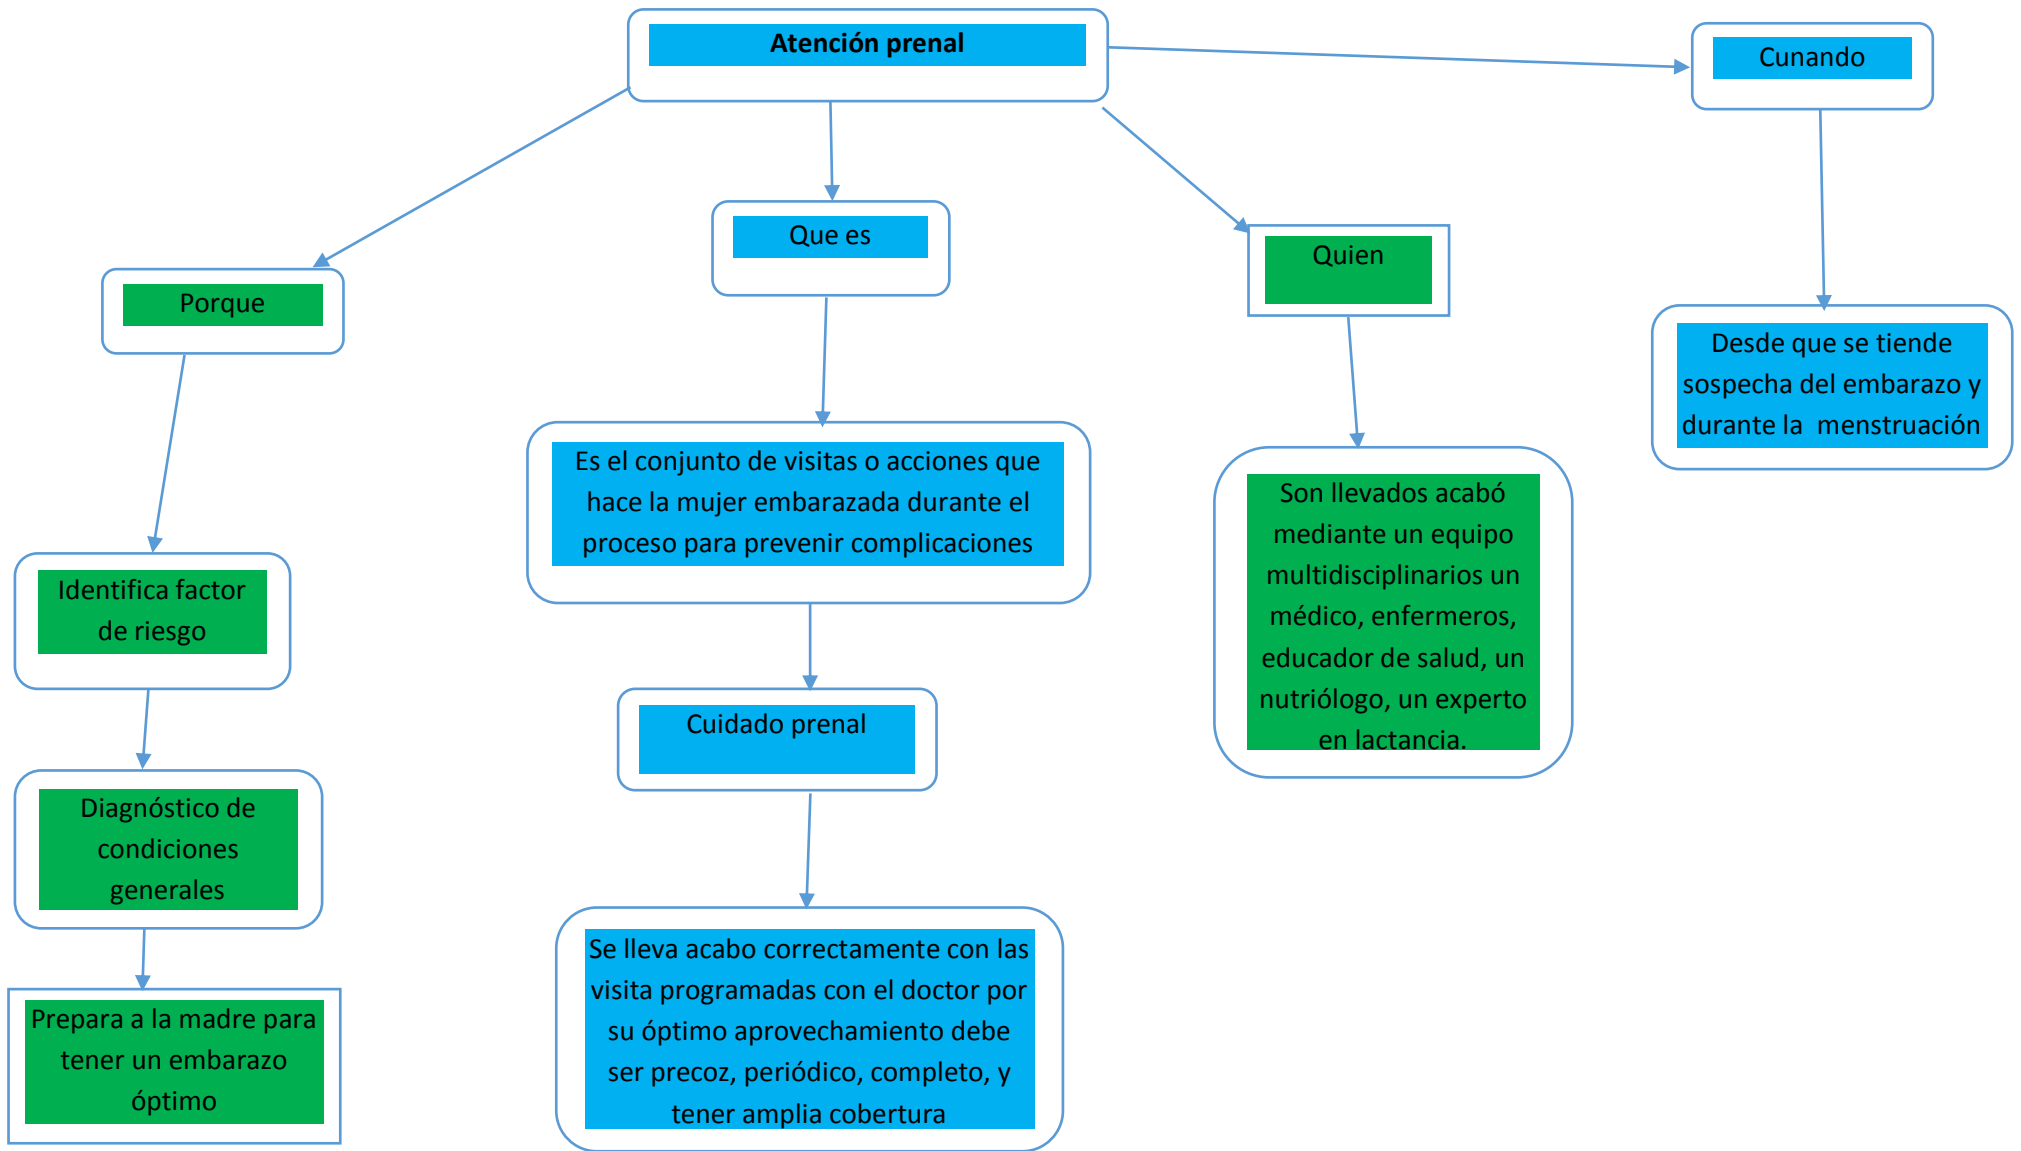 Atención prenal
Cunando
Que es
Quien
Porque
Desde que se tiende
sospecha del embarazo y
durante la  menstruación
Es el conjunto de visitas o acciones que
hace la mujer embarazada durante el
proceso para prevenir complicaciones
Son llevados acabó
mediante un equipo
multidisciplinarios un
médico, enfermeros,
educador de salud, un
nutriólogo, un experto
en lactancia.
Identifica factor
de riesgo
Cuidado prenal
Diagnóstico de
condiciones
generales
Se lleva acabo correctamente con las
visita programadas con el doctor por
su óptimo aprovechamiento debe
ser precoz, periódico, completo, y
tener amplia cobertura
Prepara a la madre para
tener un embarazo
óptimo